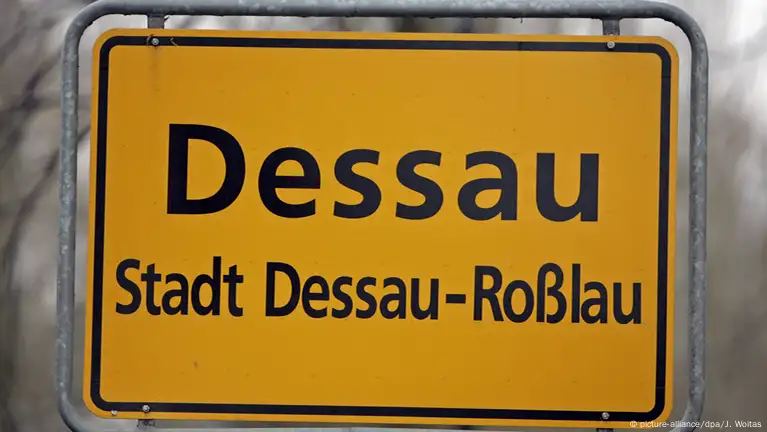 Dessau
Stadt Dessau-Roßlau
© picture-alliance/dpa/J. Woitas